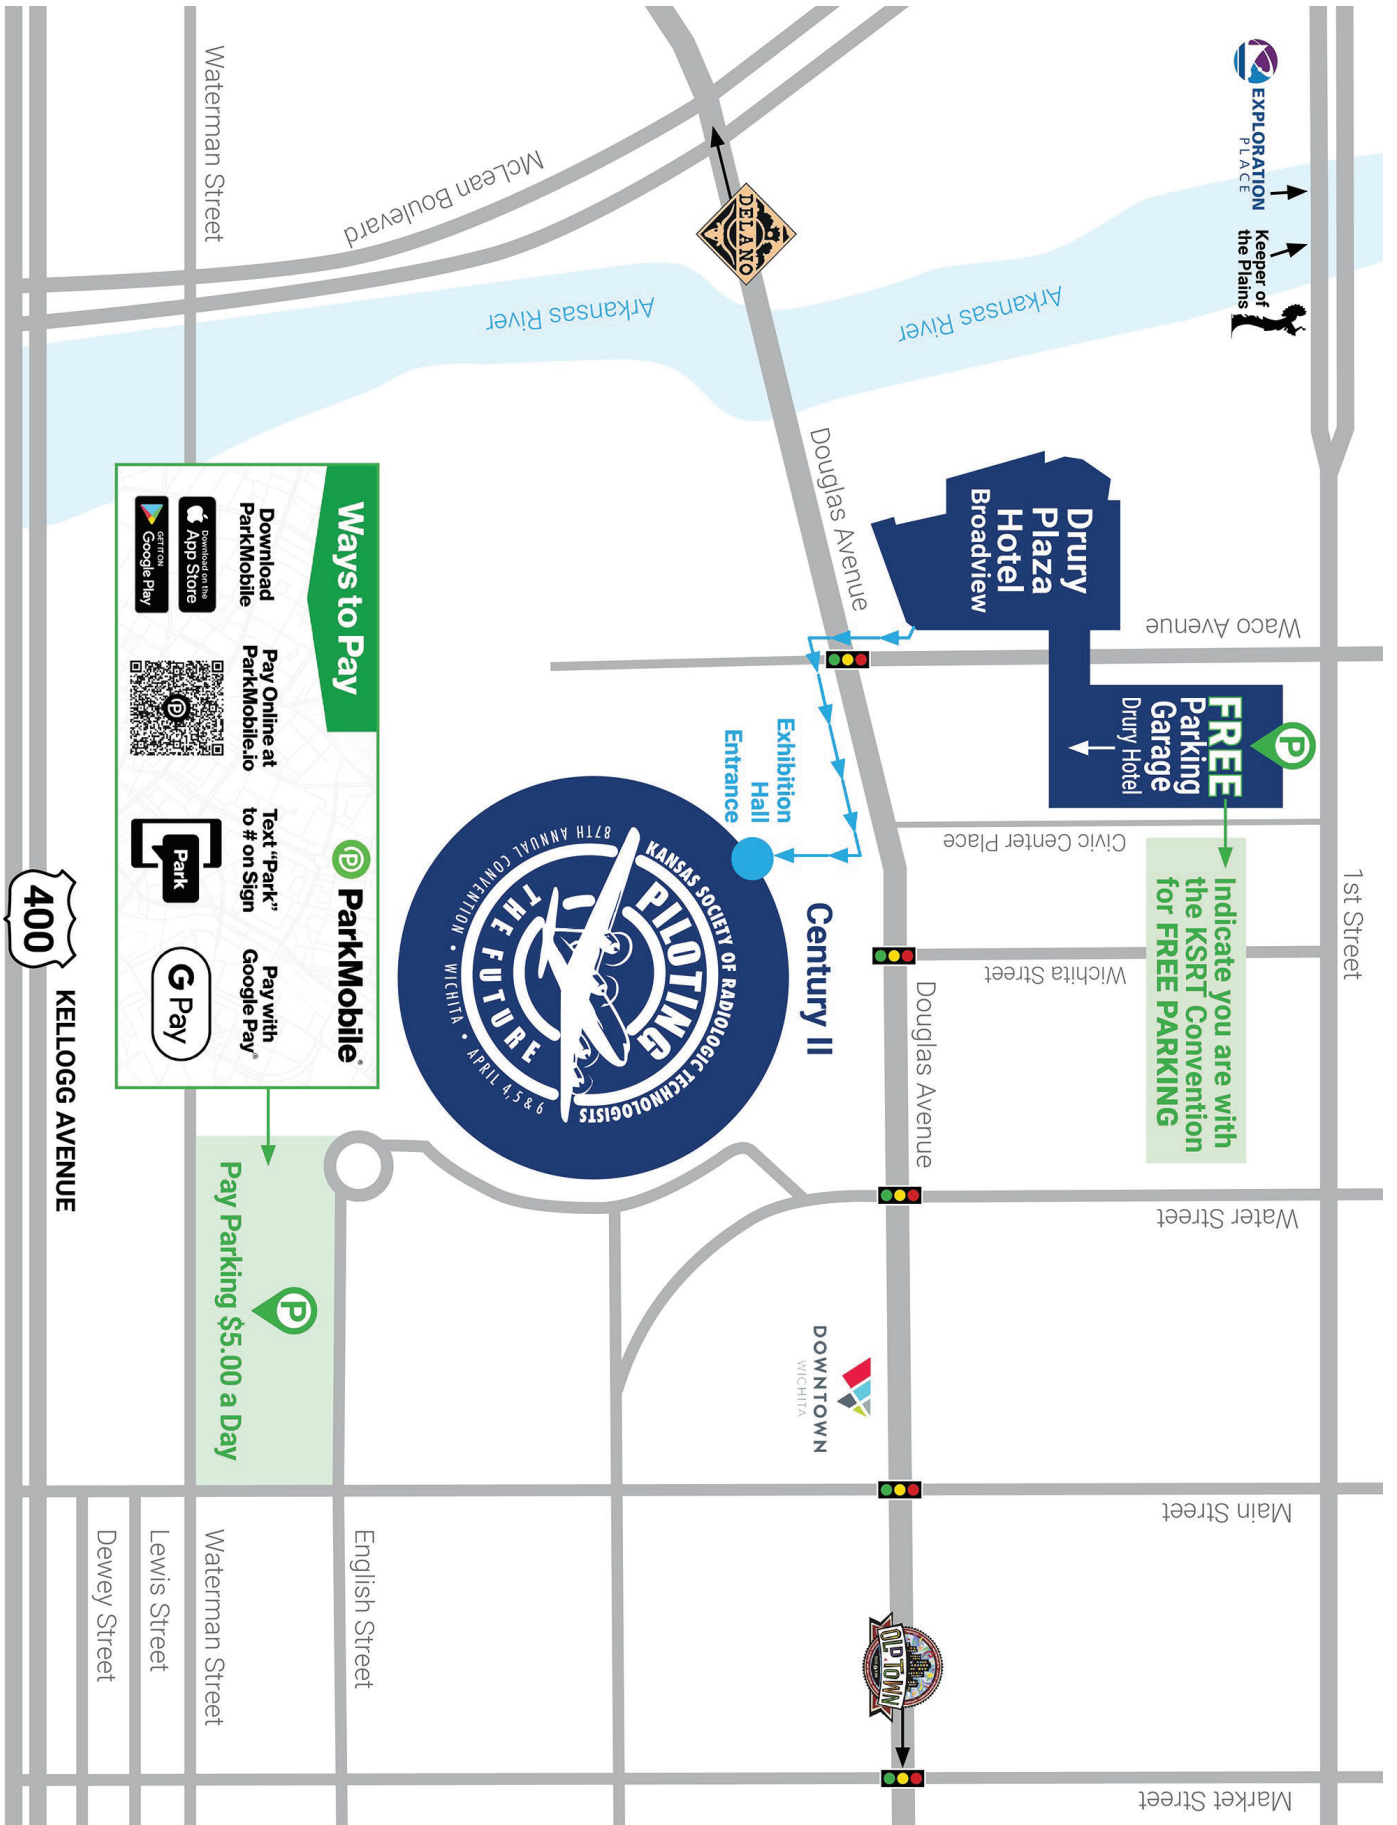 EXPLORATION
PLACE
Keeper of
the Plains
1st Street
Waco Avenue
Civic Center Place
Wichita Street
Water Street
Main Street
Market Street
Arkansas River
Arkansas River
McLean Boulevard
Waterman Street
DELANO
Douglas Avenue
Douglas Avenue
Drury
Plaza
Hotel
Broadview
P
FREE
Parking
Garage
Drury Hotel
Indicate you are with
the KSRT Convention
for FREE PARKING
Exhibition
Hall
Entrance
Century II
KANSAS SOCIETY OF RADIOLOGIC TECHNOLOGISTS
PILOTING
THE FUTURE
87TH ANNUAL CONVENTION • WICHITA • APRIL 4, 5 & 6
DOWNTOWN
WICHITA
OLD TOWN
Ways to Pay
ParkMobile®
Download
ParkMobile
Download on the
App Store
GET IT ON
Google Play
Pay Online at
ParkMobile.io
Text “Park”
to # on Sign
Park
Pay with
Google Pay®
G Pay
P
Pay Parking $5.00 a Day
English Street
Waterman Street
Lewis Street
Dewey Street
400
KELLOGG AVENUE